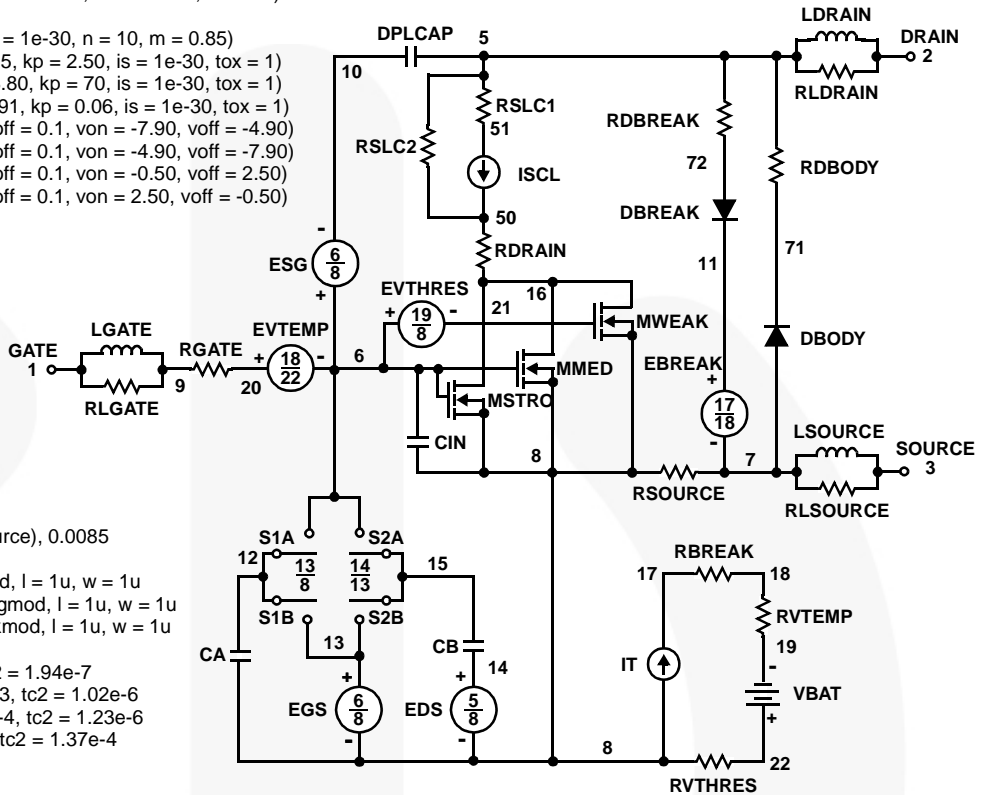 = 1e-30, n = 10, m = 0.85)
5, kp = 2.50, is = 1e-30, tox = 1)
.80, kp = 70, is = 1e-30, tox = 1)
91, kp = 0.06, is = 1e-30, tox = 1)
off = 0.1, von = -7.90, voff = -4.90)
off = 0.1, von = -4.90, voff = -7.90)
off = 0.1, von = -0.50, voff = 2.50)
off = 0.1, von = 2.50, voff = -0.50)
urce), 0.0085
d, l = 1u, w = 1u
gmod, l = 1u, w = 1u
kmod, l = 1u, w = 1u
2 = 1.94e-7
3, tc2 = 1.02e-6
-4, tc2 = 1.23e-6
tc2 = 1.37e-4
LDRAIN
DPLCAP 5 DRAIN
2
10
RLDRAIN
RSLC1
51
RDBREAK
RSLC2
72
RDBODY
ISCL
DBREAK
50
RDRAIN
71
-
ESG 6
8
+
11
EVTHRES
+ 19
8 -
16
21
MWEAK
LGATE
EVTEMP
GATE
1
RGATE
+ 18
22 -
6
MMED
EBREAK
DBODY
+
9
20
RLGATE
MSTRO
17
18
-
CIN
LSOURCE
8
7
SOURCE
3
RSOURCE
RLSOURCE
S1A
S2A
12
13
8
14
13
15
S1B
S2B
13
CA
CB
14
+
EGS 6
8
-
+
EDS 5
8
-
RBREAK
17
18
RVTEMP
19
IT
-
VBAT
+
8
22
RVTHRES